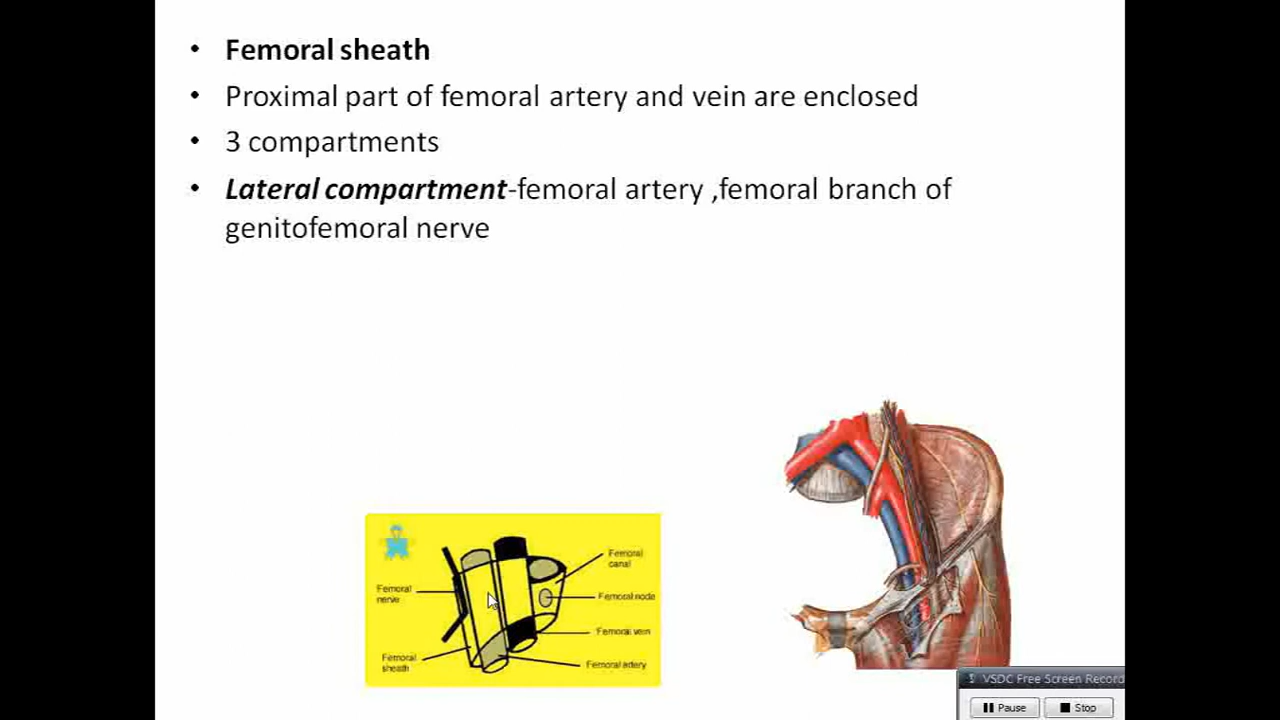 • Femoral sheath
• Proximal part of femoral artery and vein are enclosed
• 3 compartments
• Lateral compartment-femoral artery ,femoral branch of
genitofemoral nerve
Femoral
canal
Femoral
nerve
Femoral node
Femoral vein
Femoral
sheath
Femoral artery
VSDC Free Screen Record
Pause Stop